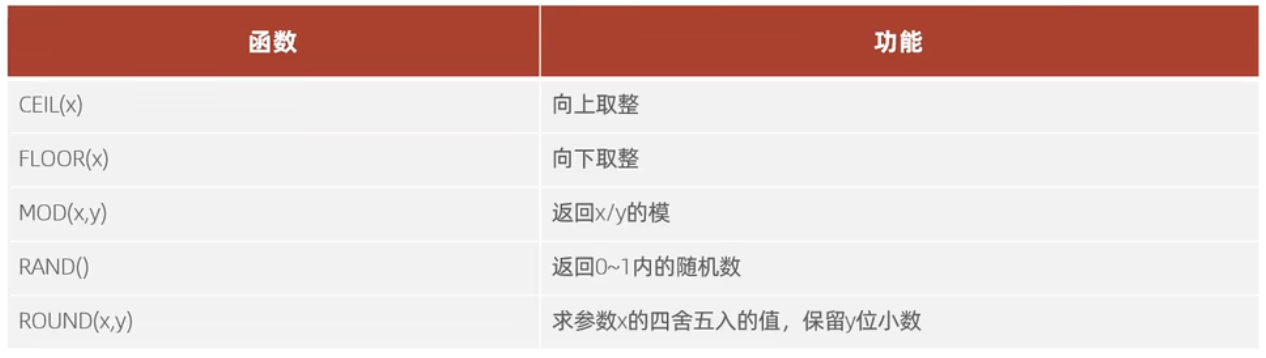 函数 功能
CEIL(x) 向上取整
FLOOR(x) 向下取整
MOD(x,y) 返回x/y的模
RAND() 返回0~1内的随机数
ROUND(x,y) 求参数x的四舍五入的值，保留y位小数